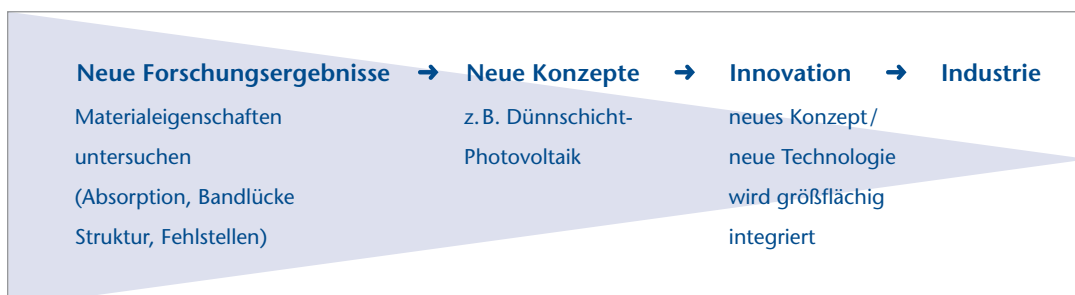 Neue Forschungsergebnisse ➜ Neue Konzepte ➜ Innovation ➜ Industrie
Materialeigenschaften
untersuchen
(Absorption, Bandlücke
Struktur, Fehlstellen)
z. B. Dünnschicht-
Photovoltaik
neues Konzept/
neue Technologie
wird größflächig
integriert